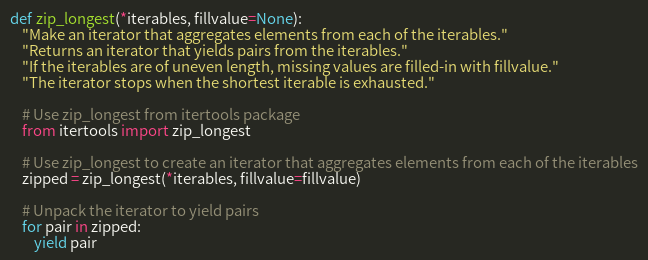 def zip_longest(*iterables, fillvalue=None):
"Make an iterator that aggregates elements from each of the iterables."
"Returns an iterator that yields pairs from the iterables."
"If the iterables are of uneven length, missing values are filled-in with fillvalue."
"The iterator stops when the shortest iterable is exhausted."
# Use zip_longest from itertools package
from itertools import zip_longest
# Use zip_longest to create an iterator that aggregates elements from each of the iterables
zipped = zip_longest(*iterables, fillvalue=fillvalue)
# Unpack the iterator to yield pairs
for pair in zipped:
yield pair